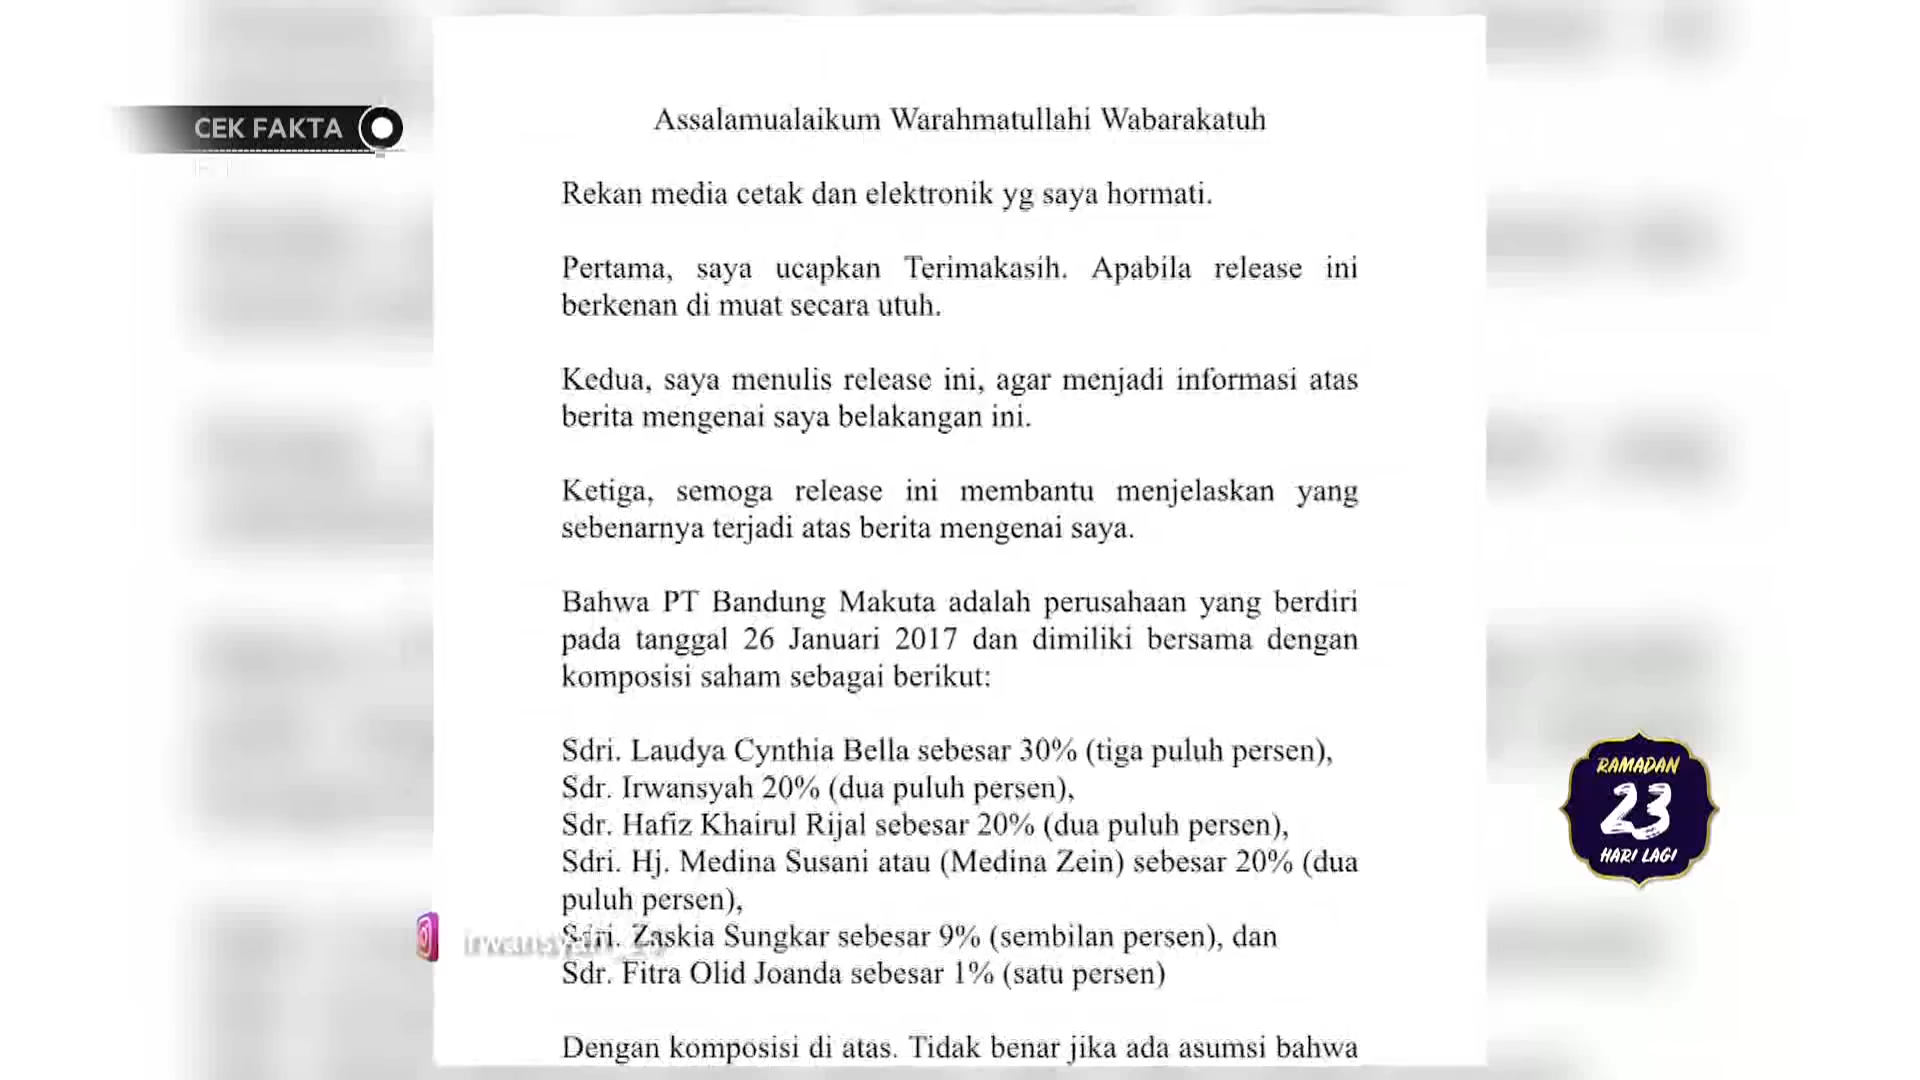 CEK FAKTA
Assalamualaikum Warahmatullahi Wabarakatuh
Rekan media cetak dan elektronik yg saya hormati.
Pertama, saya ucapkan Terimakasih. Apabila release ini
berkenan di muat secara utuh.
Kedua, saya menulis release ini, agar menjadi informasi atas
berita mengenai saya belakangan ini.
Ketiga, semoga release ini membantu menjelaskan yang
sebenarnya terjadi atas berita mengenai saya.
Bahwa PT Bandung Makuta adalah perusahaan yang berdiri
pada tanggal 26 Januari 2017 dan dimiliki bersama dengan
komposisi saham sebagai berikut:
Sdri. Laudya Cynthia Bella sebesar 30% (tiga puluh persen),
Sdr. Irwansyah 20% (dua puluh persen),
Sdr. Hafiz Khairul Rijal sebesar 20% (dua puluh persen),
Sdri. Hj. Medina Susani atau (Medina Zein) sebesar 20% (dua
puluh persen),
Sdri. Zaskia Sungkar sebesar 9% (sembilan persen), dan
Sdr. Fitra Olid Joanda sebesar 1% (satu persen)
Dengan komposisi di atas. Tidak benar jika ada asumsi bahwa
RAMADAN
23
HARI LAGI